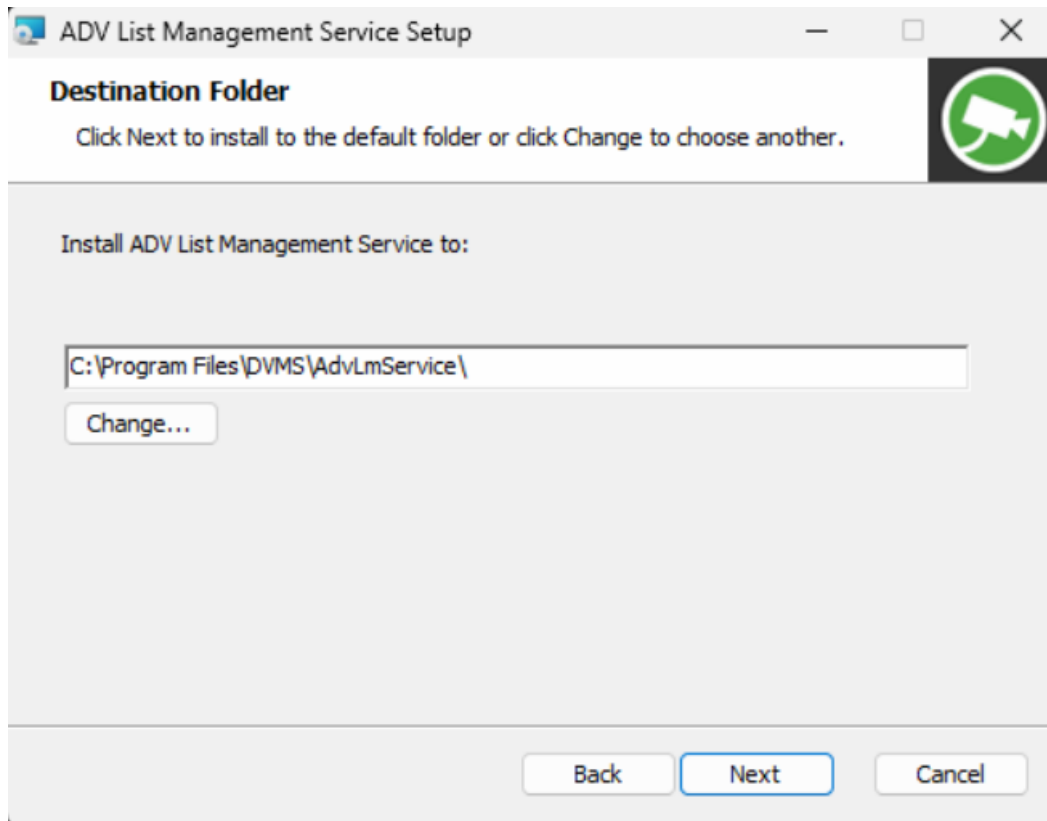 ADV List Management Service Setup
Destination Folder
Click Next to install to the default folder or click Change to choose another.
Install ADV List Management Service to:
C:\Program Files\DVMS\AdvLmService\
Change...
Back Next Cancel